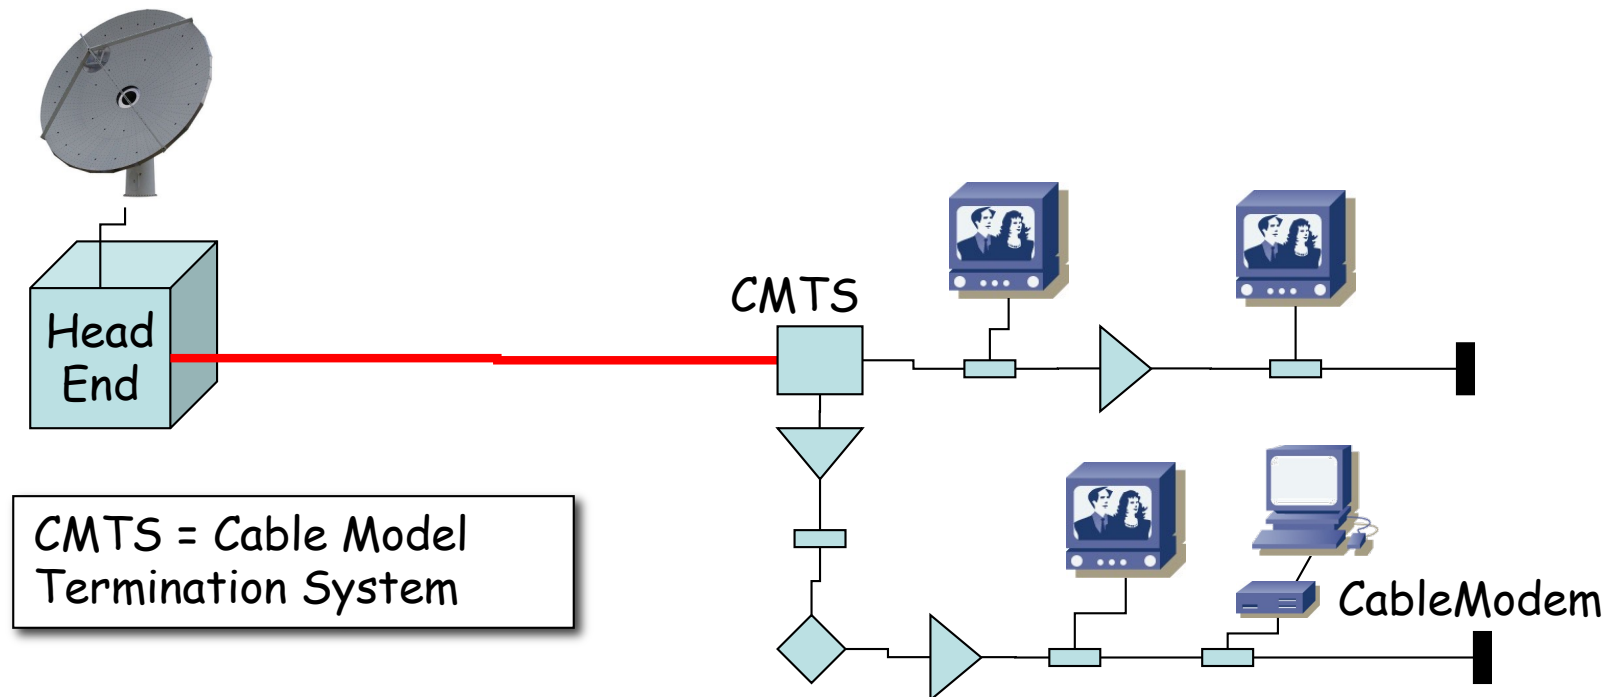 CMTS
Head
End
CMTS = Cable Model
Termination System
CableModem